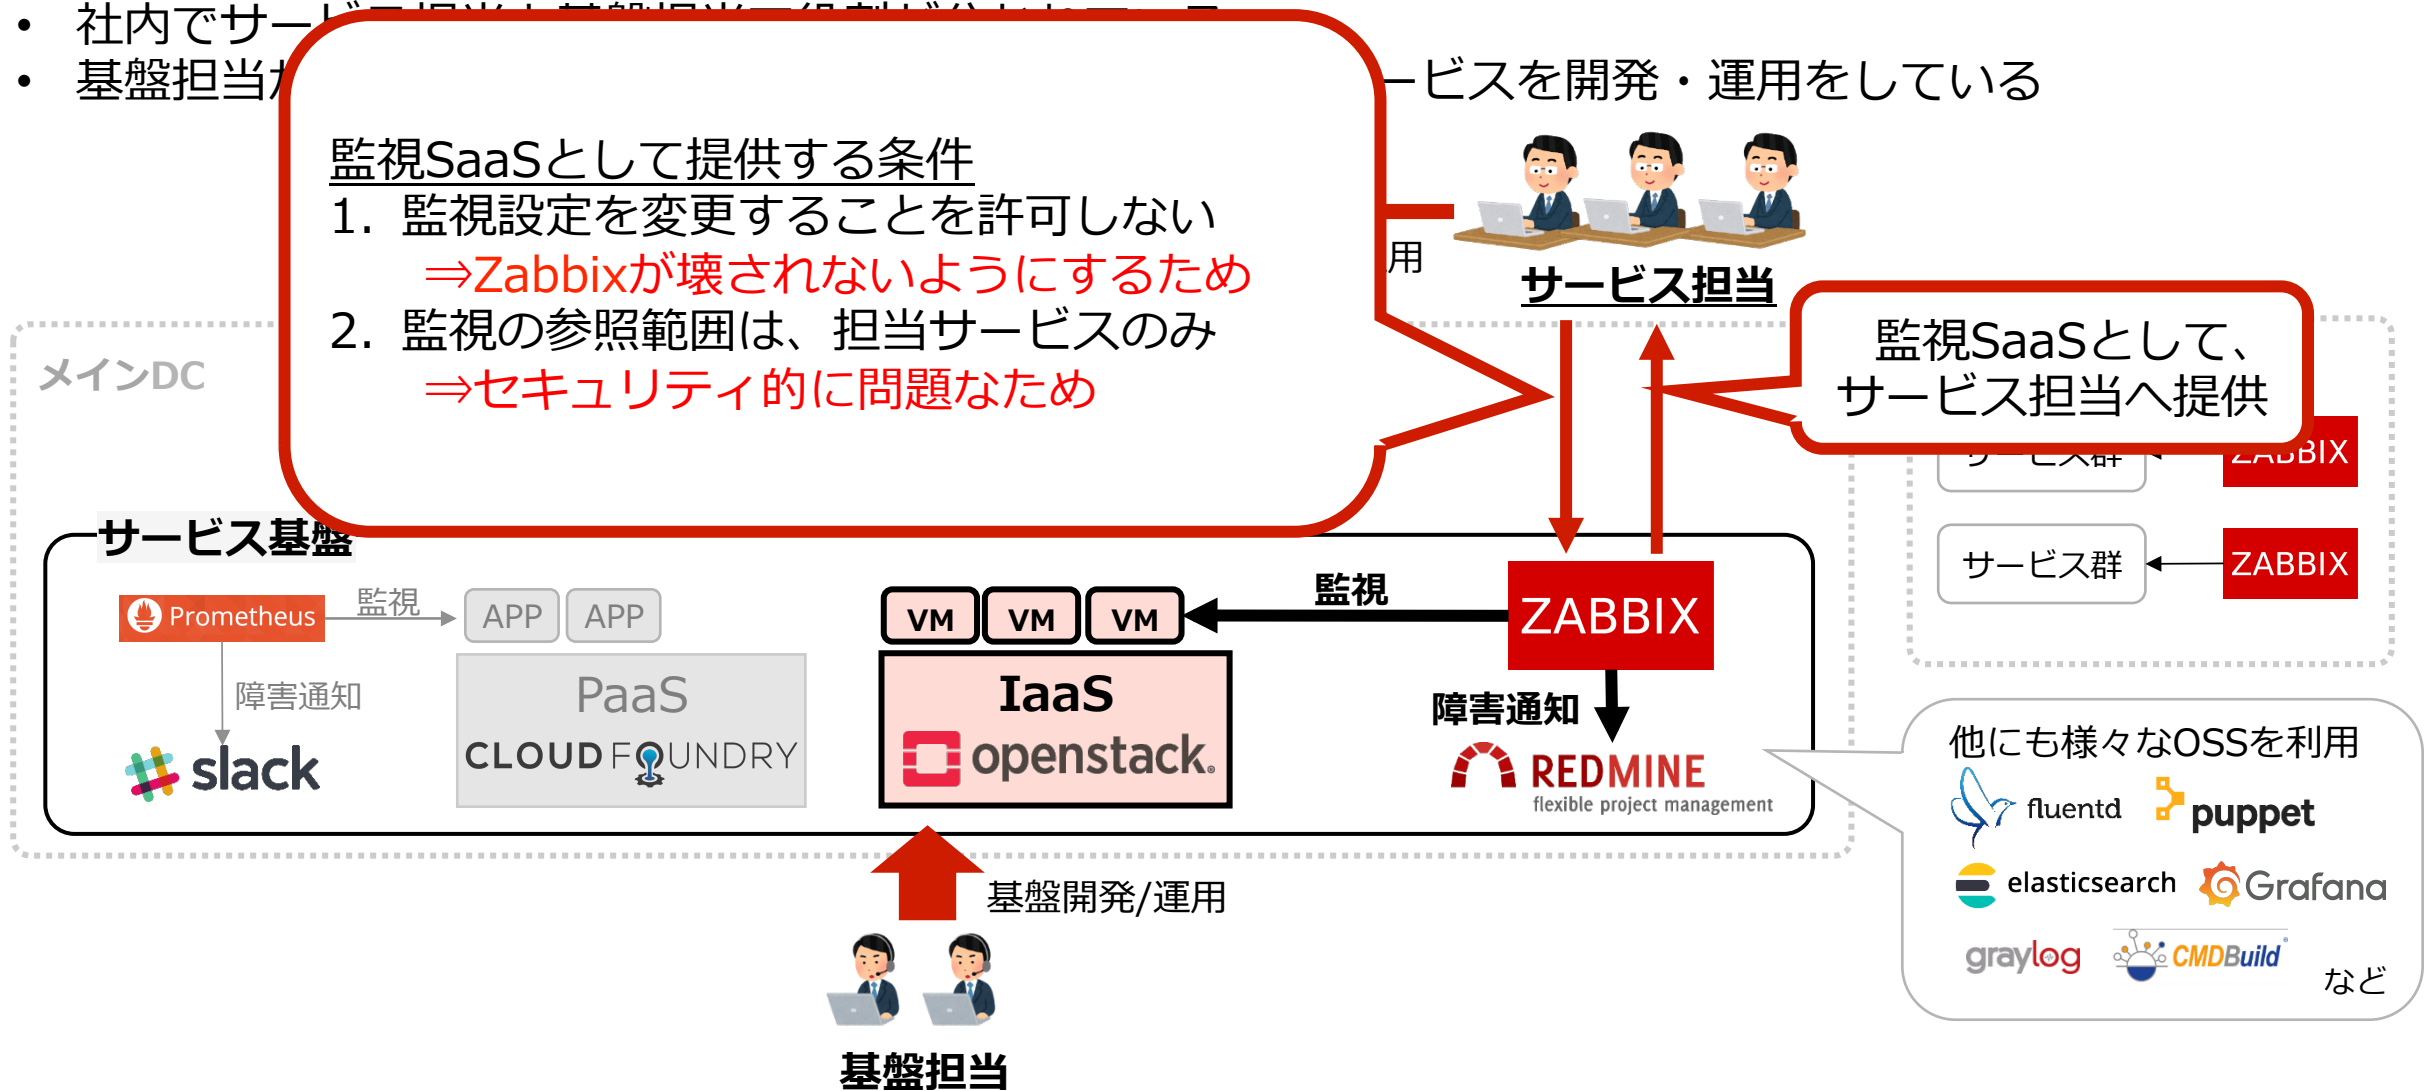 • 社内でサー
• 基盤担当
ービスを開発・運用をしている
監視SaaSとして提供する条件
1. 監視設定を変更することを許可しない
⇒Zabbixが壊されないようにするため
2. 監視の参照範囲は、担当サービスのみ
⇒セキュリティ的に問題なため
用
サービス担当
監視SaaSとして、
サービス担当へ提供
メインDC
サービス群
ZABBIX
サービス群
ZABBIX
サービス基盤
Prometheus
監視
APP
APP
障害通知
slack
PaaS
CLOUD FOUNDRY
VM
VM
VM
監視
ZABBIX
IaaS
openstack.
障害通知
REDMINE
flexible project management
他にも様々なOSSを利用
fluentd
puppet
elasticsearch
Grafana
graylog
CMDBuild
など
基盤開発/運用
基盤担当